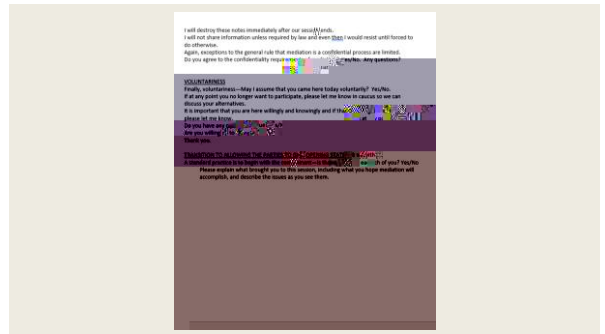 I will destroy these notes immediately after our session ends.
I will not share information unless required by law and even then I would resist until forced to
do otherwise.
Again, exceptions to the general rule that mediation is a confidential process are limited.
Do you agree to the confidentiality Yes/No. Any questions?
VOLUNTARINESS
Finally, voluntariness—May I assume that you came here today voluntarily? Yes/No.
If at any point you no longer want to participate, please let me know in caucus so we can
discuss your alternatives.
It is important that you are here willingly and knowingly and if
please let me know.
Do you have any
Are you willing
Thank you.
TRANSITION TO ALLOWING THE PARTIES
A standard practice is to begin with the of you? Yes/No
Please explain what brought you to this session, including what you hope mediation will
accomplish, and describe the issues as you see them.